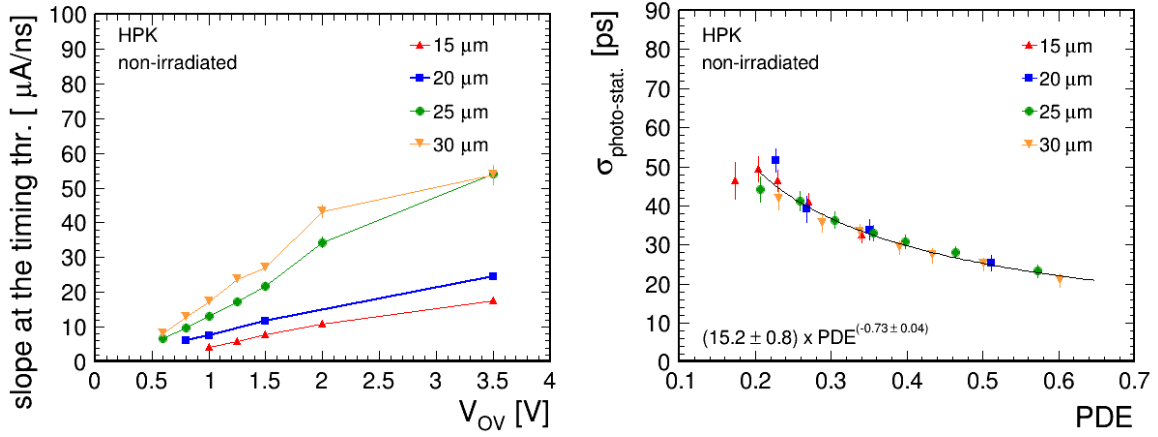 slope at the timing thr. [ μA/ns]
100
90
80
70
60
50
40
30
20
10
0
HPK
non-irradiated
15 μm
20 μm
25 μm
30 μm
0 0.5 1 1.5 2 2.5 3 3.5 4
V_OV [V]
σ_photo-stat. [ps]
90
80
70
60
50
40
30
20
10
0
HPK
non-irradiated
15 μm
20 μm
25 μm
30 μm
(15.2 ± 0.8) x PDE^(-0.73 ± 0.04)
0.1 0.2 0.3 0.4 0.5 0.6 0.7
PDE